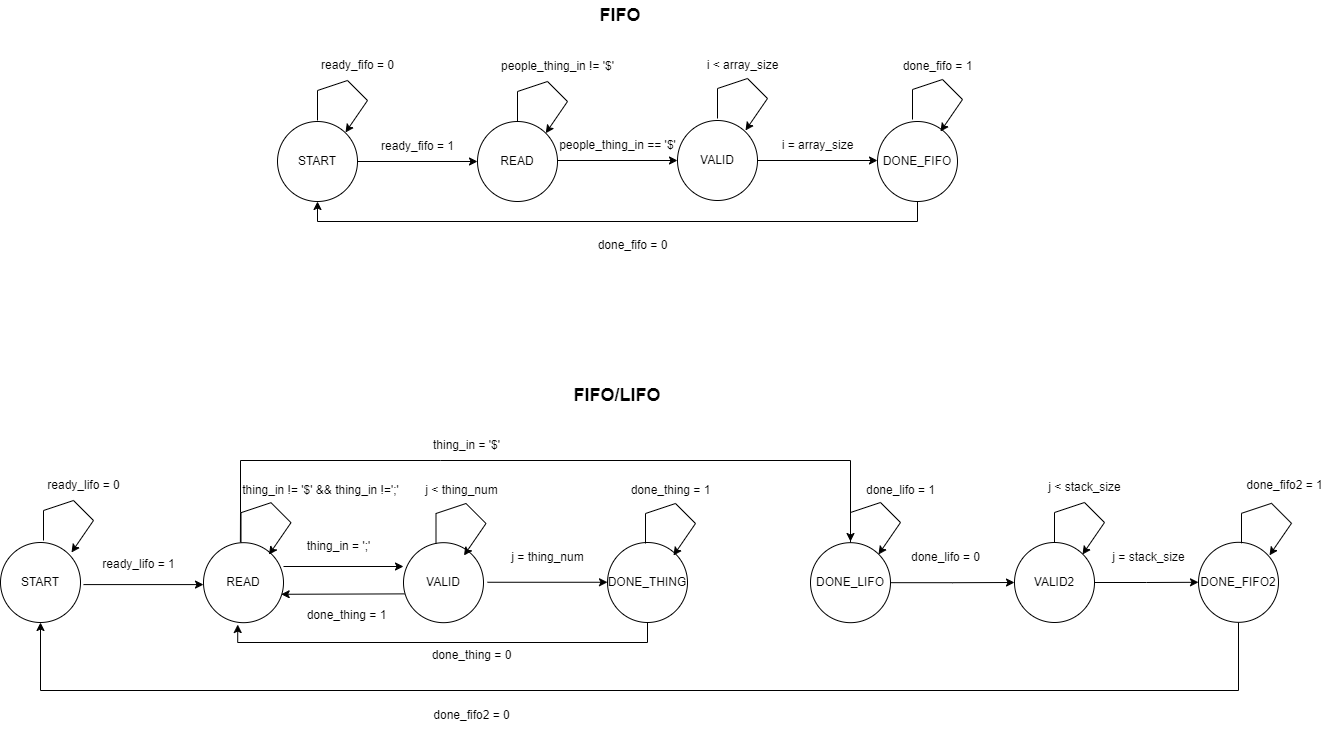 FIFO
ready_fifo = 0
people_thing_in != '$'
i < array_size
done_fifo = 1
START
ready_fifo = 1
READ
people_thing_in == '$'
VALID
i = array_size
DONE_FIFO
done_fifo = 0
FIFO/LIFO
thing_in = '$'
ready_lifo = 0
thing_in != '$' && thing_in !=';'
j < thing_num
done_thing = 1
done_lifo = 1
j < stack_size
done_fifo2 = 1
START
ready_lifo = 1
READ
thing_in = ';'
done_thing = 1
VALID
j = thing_num
DONE_THING
DONE_LIFO
done_lifo = 0
VALID2
j = stack_size
DONE_FIFO2
done_thing = 0
done_fifo2 = 0